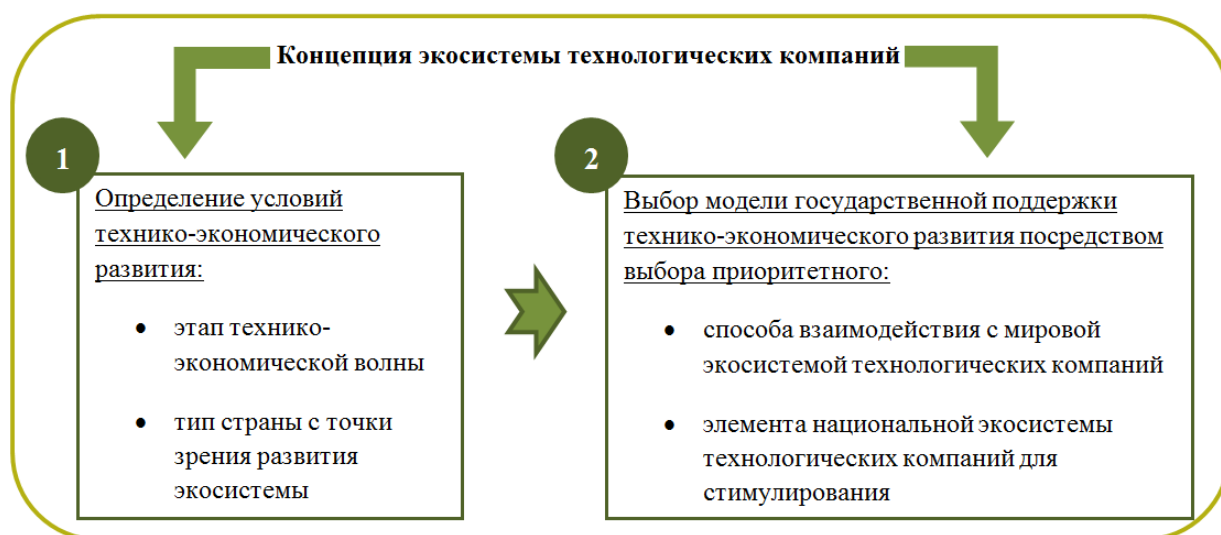 Концепция экосистемы технологических компаний
1
Определение условий
технико-экономического
развития:
● этап технико-
экономической волны
● тип страны с точки
зрения развития
экосистемы
2
Выбор модели государственной поддержки
технико-экономического развития посредством
выбора приоритетного:
● способа взаимодействия с мировой
экосистемой технологических компаний
● элемента национальной экосистемы
технологических компаний для
стимулирования